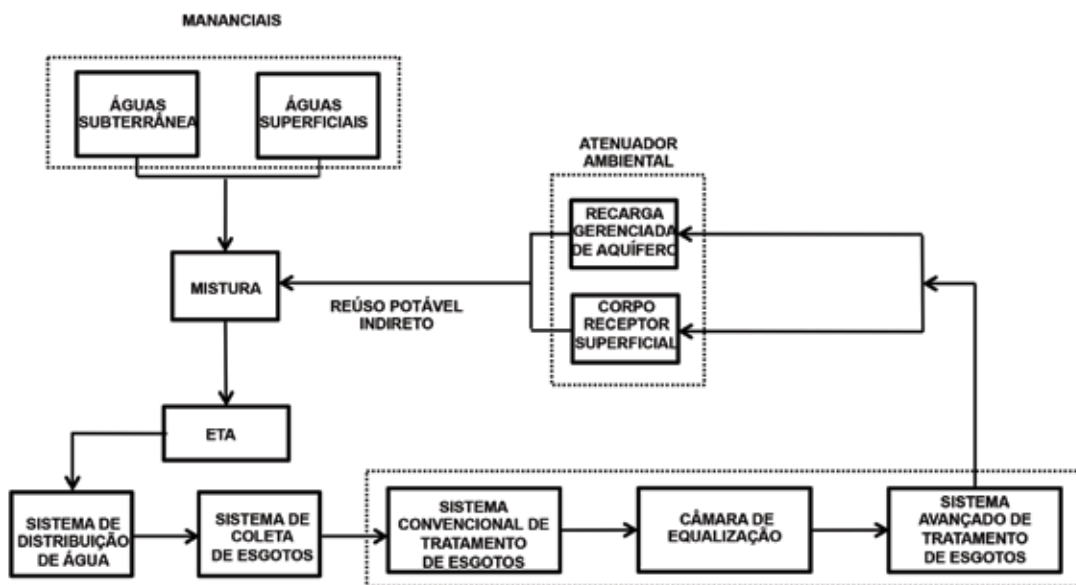 MANANCIAIS
ÁGUAS
SUBTERRÂNEA
ÁGUAS
SUPERFICIAIS
ATENUADOR
AMBIENTAL
RECARGA
GERENCIADA
DE AQUÍFERO
MISTURA
REÚSO POTÁVEL
INDIRETO
CORPO
RECEPTOR
SUPERFICIAL
ETA
SISTEMA DE
DISTRIBUIÇÃO
DE ÁGUA
SISTEMA DE
COLETA
DE ESGOTOS
SISTEMA
CONVENCIONAL DE
TRATAMENTO
DE ESGOTOS
CÂMARA DE
EQUALIZAÇÃO
SISTEMA
AVANÇADO DE
TRATAMENTO
DE ESGOTOS